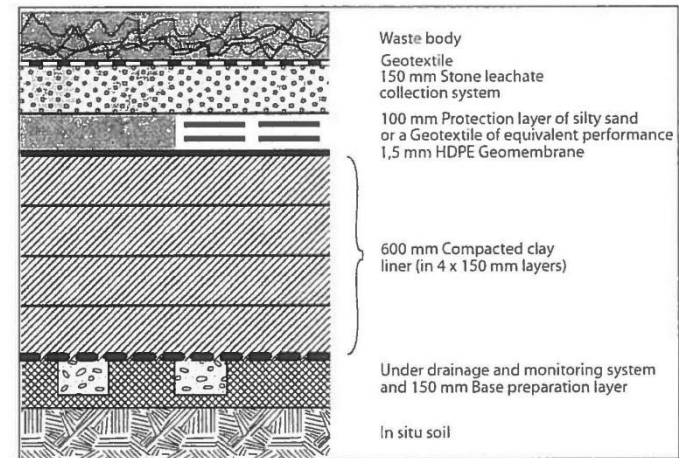 Waste body
Geotextile
150 mm Stone leachate
collection system
100 mm Protection layer of silty sand
or a Geotextile of equivalent performance
1,5 mm HDPE Geomembrane
600 mm Compacted clay
liner (in 4 x 150 mm layers)
Under drainage and monitoring system
and 150 mm Base preparation layer
In situ soil